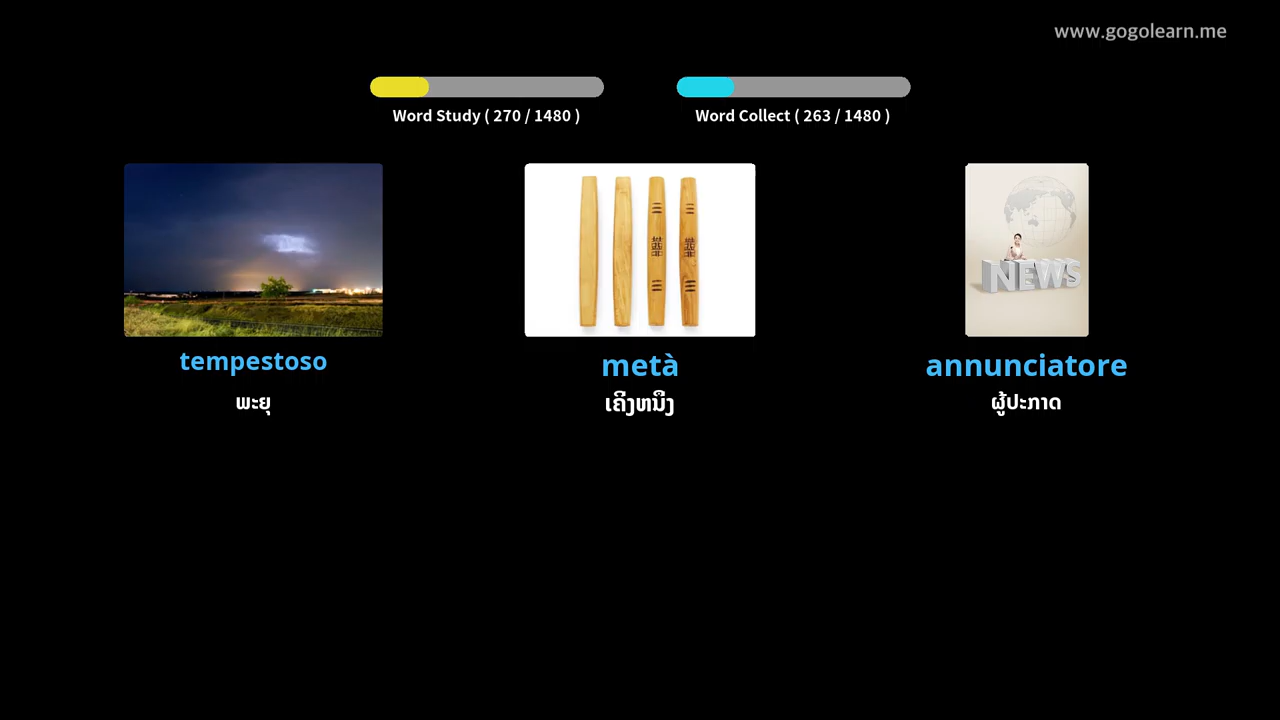 www.gogolearn.me
Word Study ( 270 / 1480 )
Word Collect ( 263 / 1480 )
NEWS
tempestoso
metà
annunciatore
ພະຍຸ
ເຄິ່ງຫນຶ່ງ
ຜູ້ປະກາດ